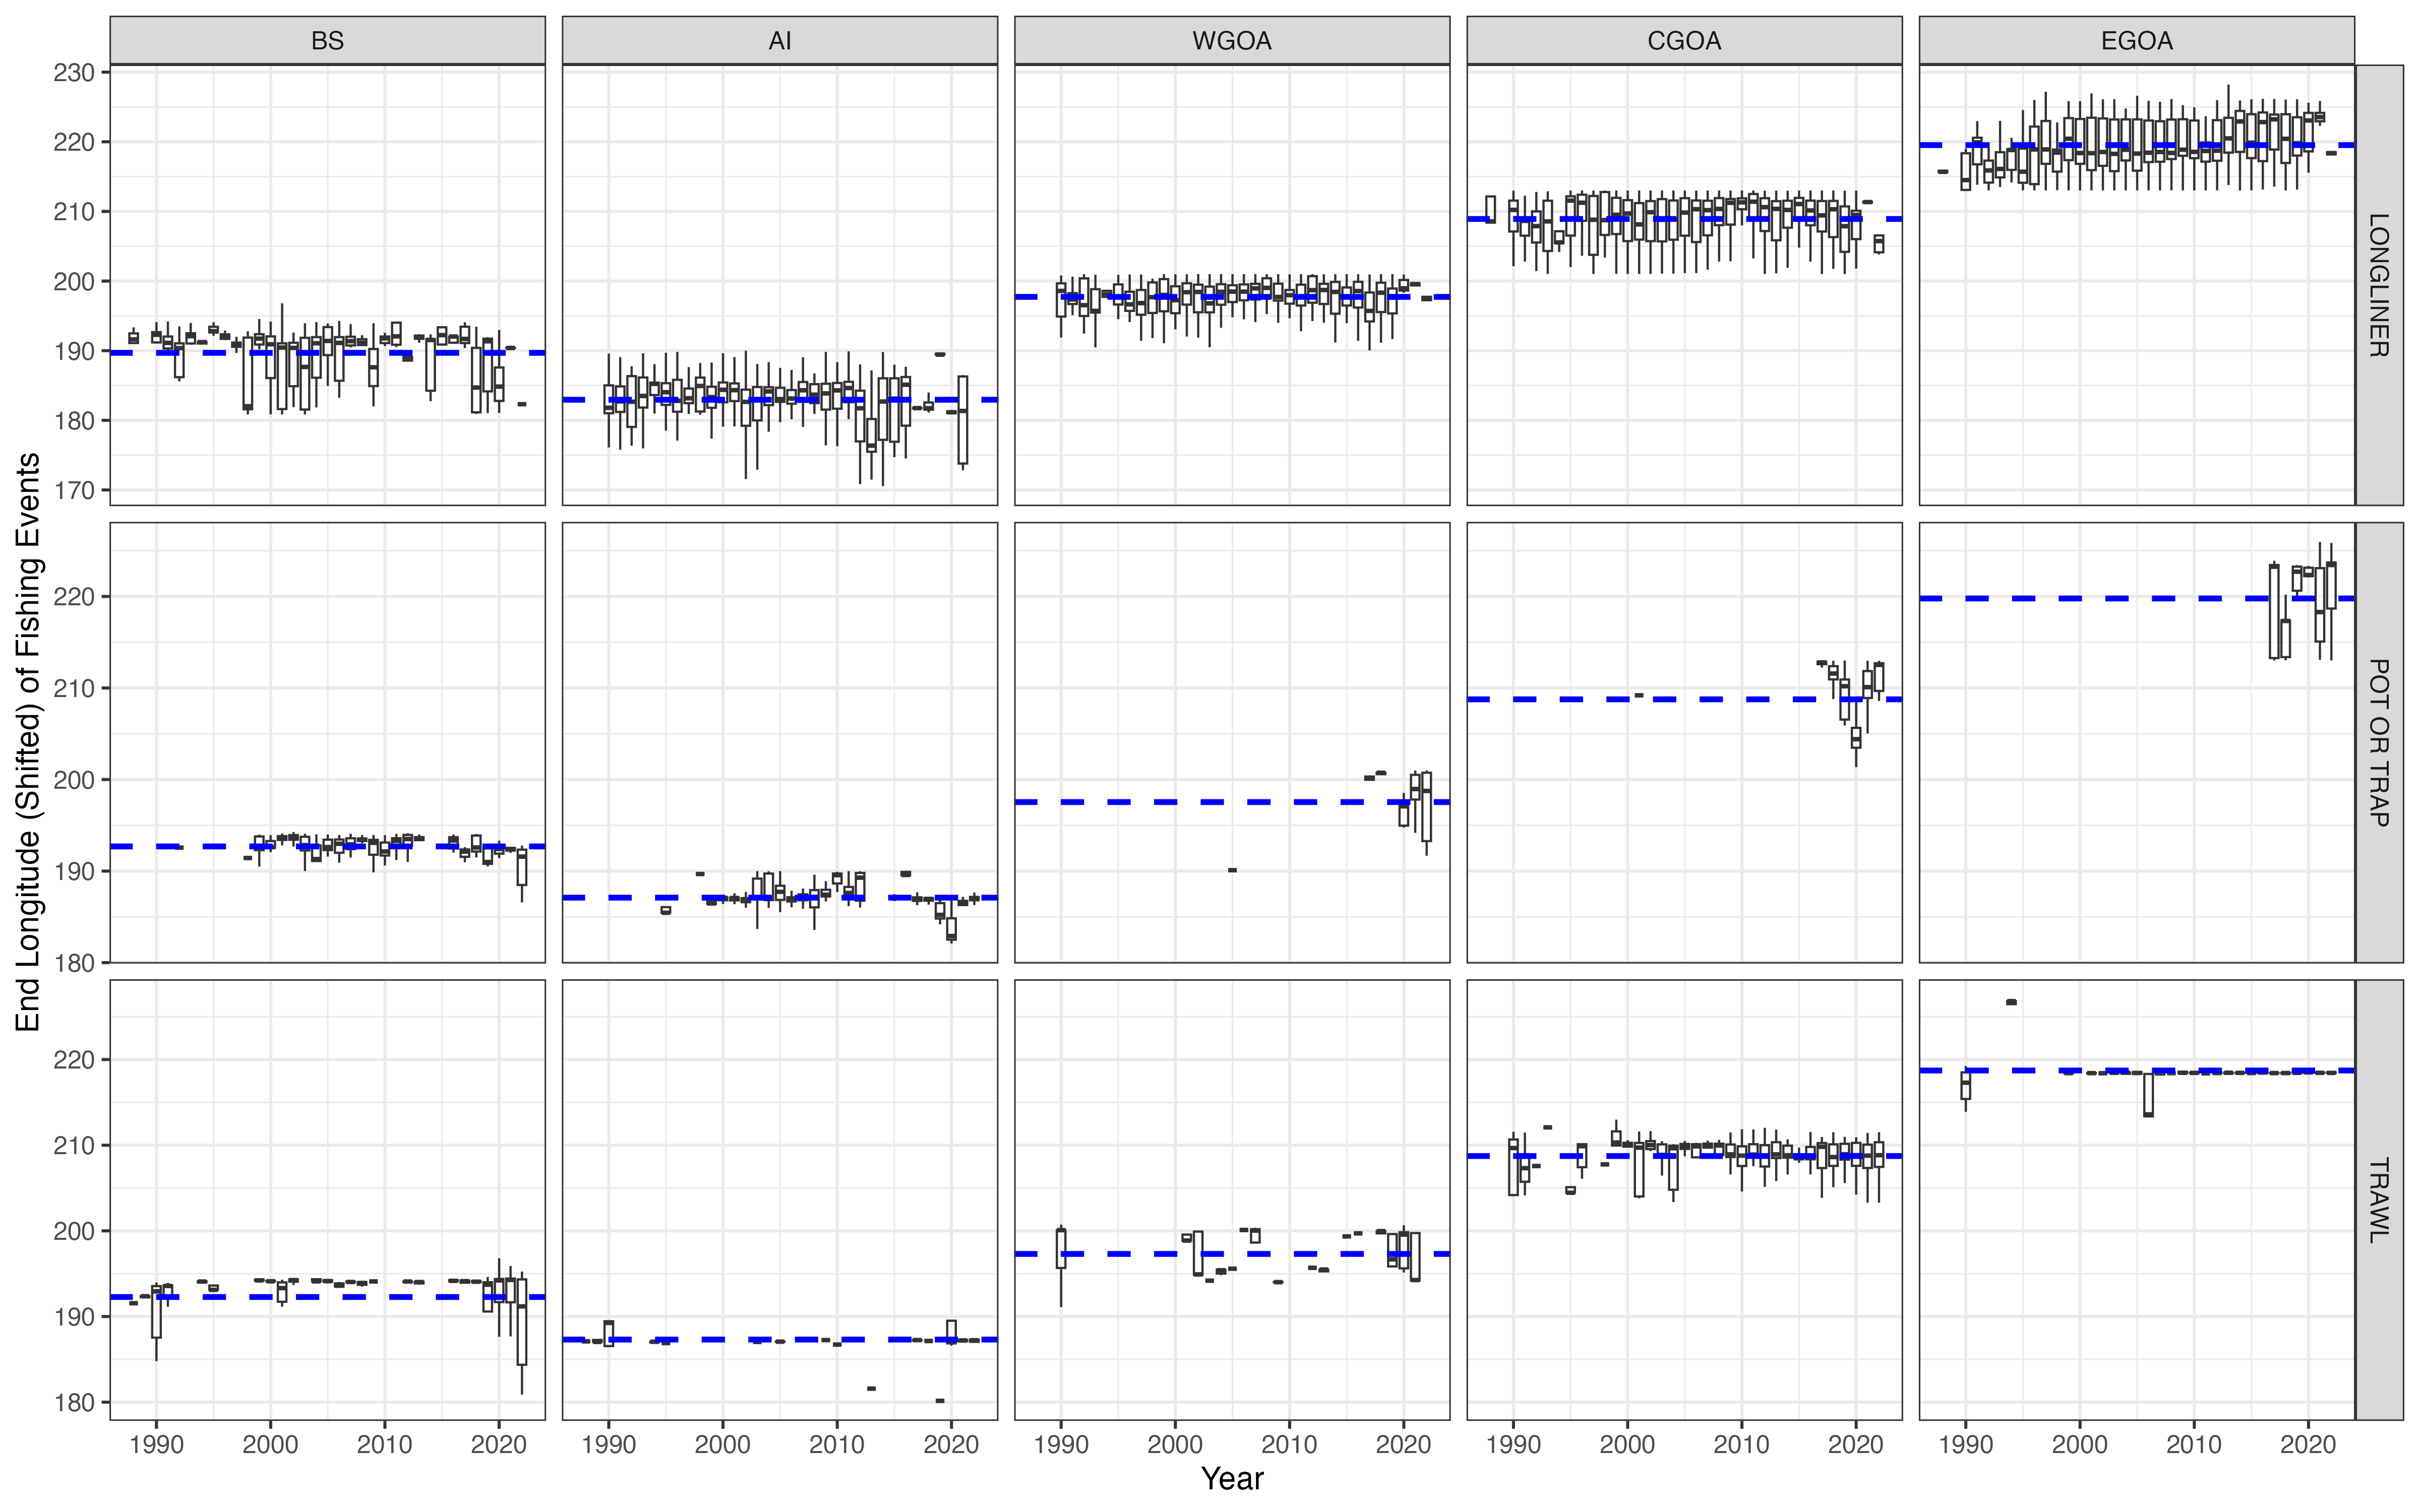 BS AI WGOA CGOA EGOA
End Longitude (Shifted) of Fishing Events
230
220
210
200
190
180
170
LONGLINER
220
210
200
190
180
POT OR TRAP
220
210
200
190
180
TRAWL
1990 2000 2010 2020 1990 2000 2010 2020 1990 2000 2010 2020 1990 2000 2010 2020 1990 2000 2010 2020
Year